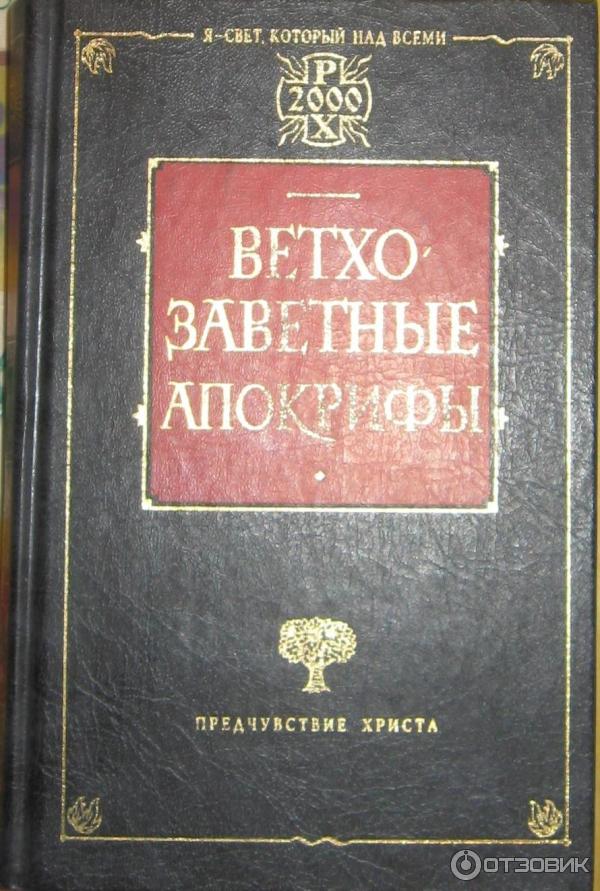 Я-СВЕТ, КОТОРЫЙ НАД ВСЕМИ
Р
2000
Х
ВЕТХО-
ЗАВЕТНЫЕ
АПОКРИФЫ
ПРЕДЧУВСТВИЕ ХРИСТА
ОТЗОВИК